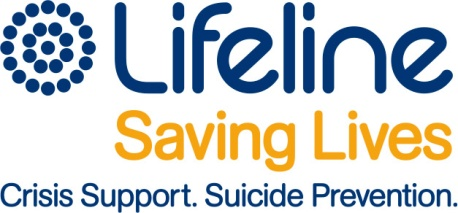 Lifeline
Saving Lives
Crisis Support. Suicide Prevention.